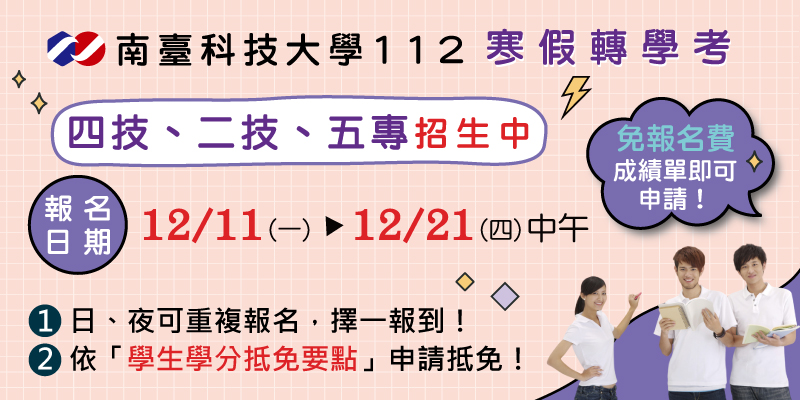 南臺科技大學112 寒假轉學考
四技、二技、五專招生中
免報名費
成績單即可
申請！
報名
日期
12/11(一) ▶ 12/21(四)中午
1 日、夜可重複報名，擇一報到！
2 依「學生學分抵免要點」申請抵免！